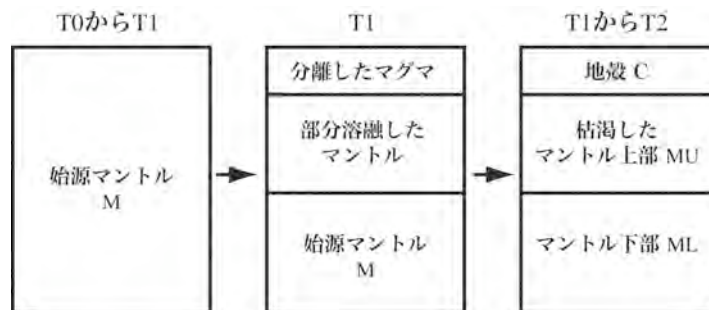 T0からT1
T1
T1からT2
始源マントル
M
分離したマグマ
部分溶融した
マントル
始源マントル
M
地殻 C
枯渇した
マントル上部 MU
マントル下部 ML